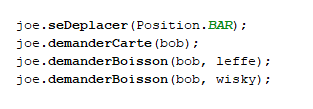 joe.seDeplacer(Position.BAR);
joe.demanderCarte(bob);
joe.demanderBoisson(bob, leffe);
joe.demanderBoisson(bob, wisky);